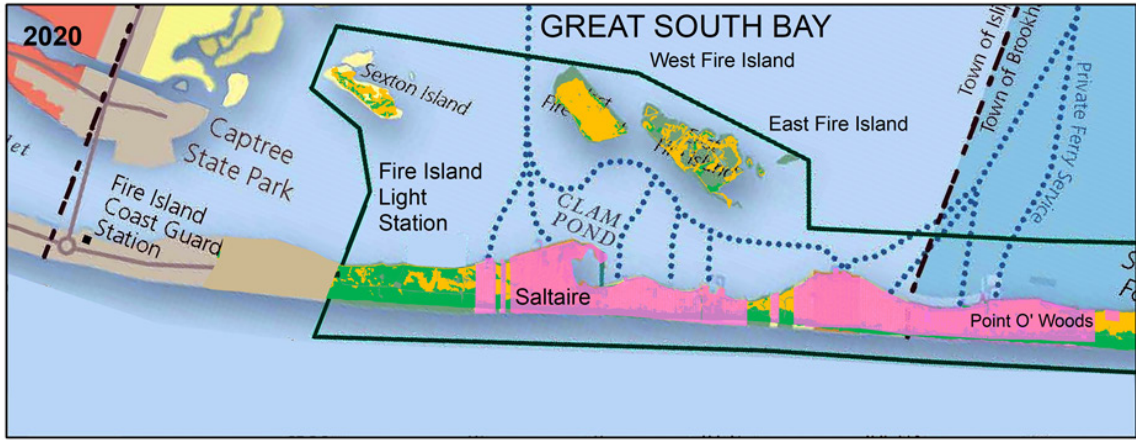 2020
GREAT SOUTH BAY
West Fire Island
Sexton Island
East Fire Island
Town of Islip
Town of Brookh
Private Ferry Service
Captree
State Park
Fire Island
Coast Guard
Station
Fire Island
Light
Station
CLAM
POND
Saltaire
Point O' Woods